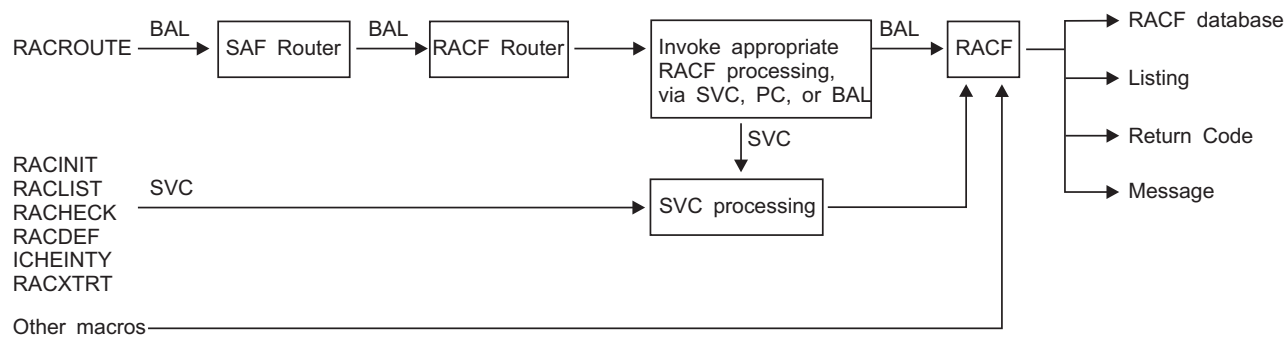 RACROUTE
BAL
SAF Router
BAL
RACF Router
Invoke appropriate
RACF processing,
via SVC, PC, or BAL
BAL
RACF
RACF database
Listing
Return Code
Message
SVC
RACINIT
RACLIST
RACHECK
RACDEF
ICHEINTY
RACXTRT
SVC
SVC processing
Other macros